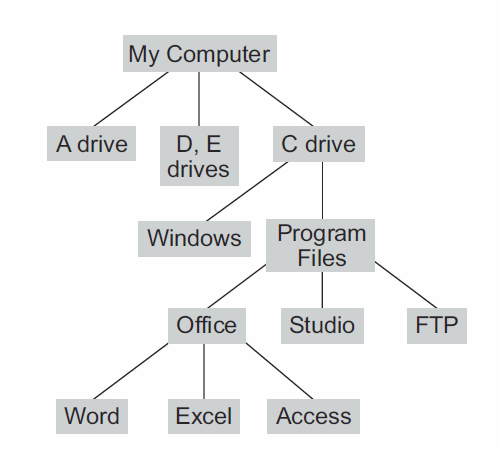 My Computer
A drive
D, E
drives
C drive
Windows
Program
Files
Office
Studio
FTP
Word
Excel
Access